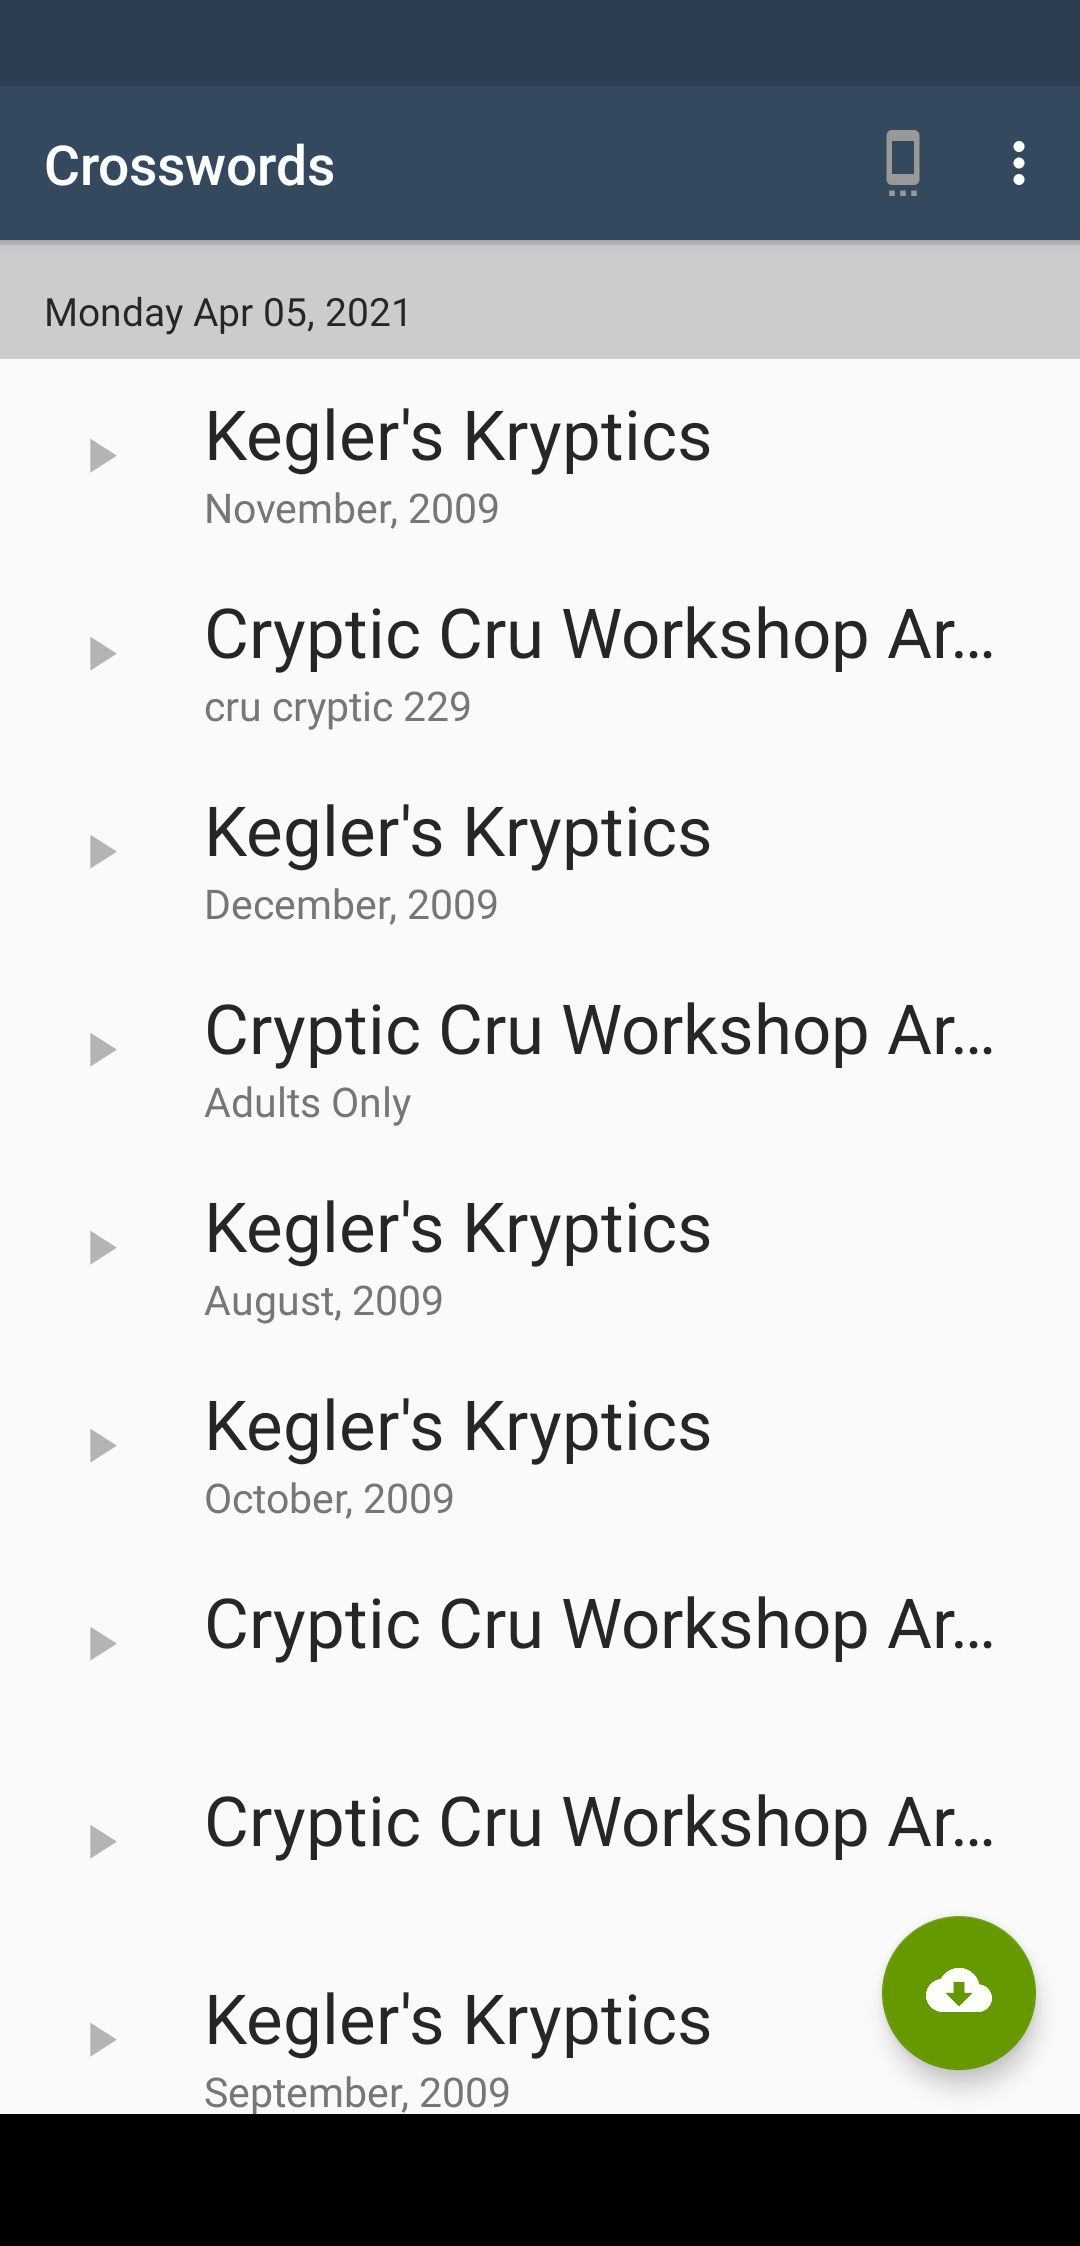 Crosswords
Monday Apr 05, 2021
Kegler's Kryptics
November, 2009
Cryptic Cru Workshop Ar...
cru cryptic 229
Kegler's Kryptics
December, 2009
Cryptic Cru Workshop Ar...
Adults Only
Kegler's Kryptics
August, 2009
Kegler's Kryptics
October, 2009
Cryptic Cru Workshop Ar...
Cryptic Cru Workshop Ar...
Kegler's Kryptics
September, 2009